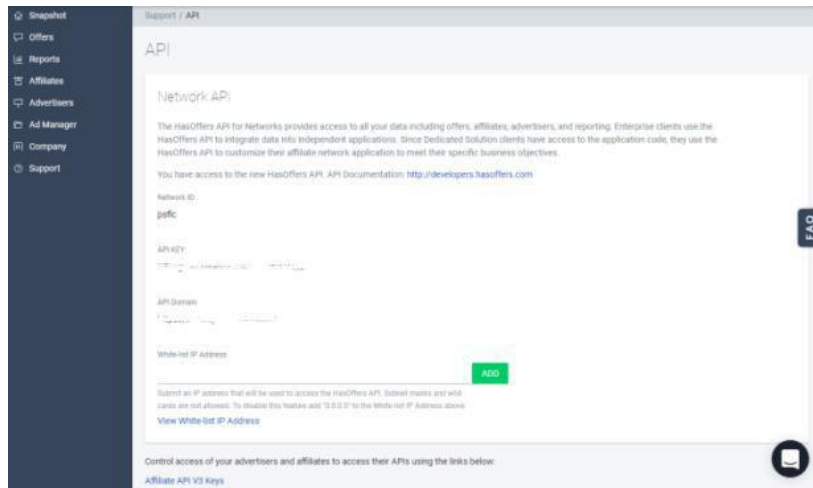 Snapshot
Offers
Reports
Affiliates
Advertisers
Ad Manager
Company
Support
Support / API
API
Network API
The HasOffers API for Networks provides access to all your data including offers, affiliates, advertisers, and reporting. Enterprise clients use the
HasOffers API to integrate data into independent applications. Since Dedicated Solution clients have access to the application code, they use the
HasOffers API to customize their affiliate network application to meet their specific business objectives.
You have access to the new HasOffers API. API Documentation: http://developers.hasoffers.com
Network ID
API KEY
API Domain
White-list IP Address
ADD
Submit an IP address that will be used to access the HasOffers API. Subnet masks and wild
cards are not allowed. To disable this feature add "0.0.0.0" to the White-list IP Address above.
View White-list IP Address
Control access of your advertisers and affiliates to access their APIs using the links below:
Affiliate API V3 Keys
FAQ